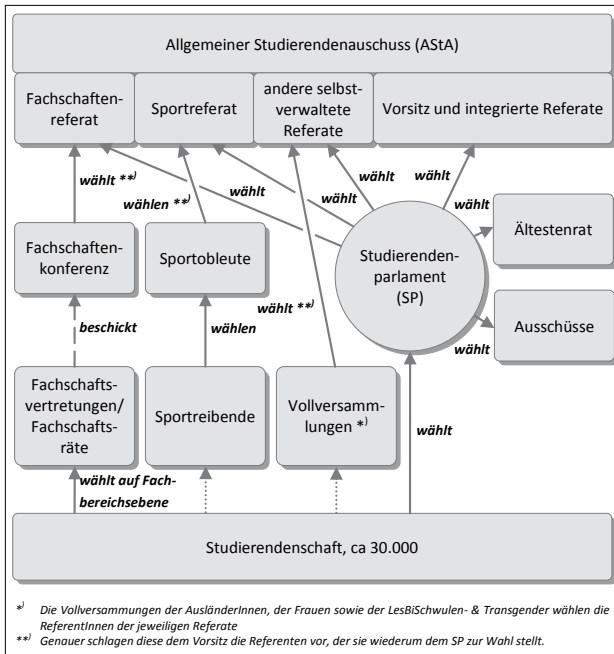 Allgemeiner Studierendenauschuss (AStA)
Fachschaften-
referat
Sportreferat
andere selbst-
verwaltete
Referate
Vorsitz und integrierte Referate
wählt **)
wählen **)
wählt
wählt
wählt
wählt
wählt
Fachschaften-
konferenz
Sportobleute
Studierenden-
parlament
(SP)
Ältestenrat
beschickt
wählen
wählt **)
Ausschüsse
wählt
Fachschafts-
vertretungen/
Fachschafts-
räte
Sportreibende
Vollversamm-
lungen *)
wählt
wählt auf Fach-
bereichsebene
Studierendenschaft, ca 30.000
*) Die Vollversammungen der AusländerInnen, der Frauen sowie der LesBiSchwulen- & Transgender wählen die
ReferentInnen der jeweiligen Referate
**) Genauer schlagen diese dem Vorsitz die Referenten vor, der sie wiederum dem SP zur Wahl stellt.